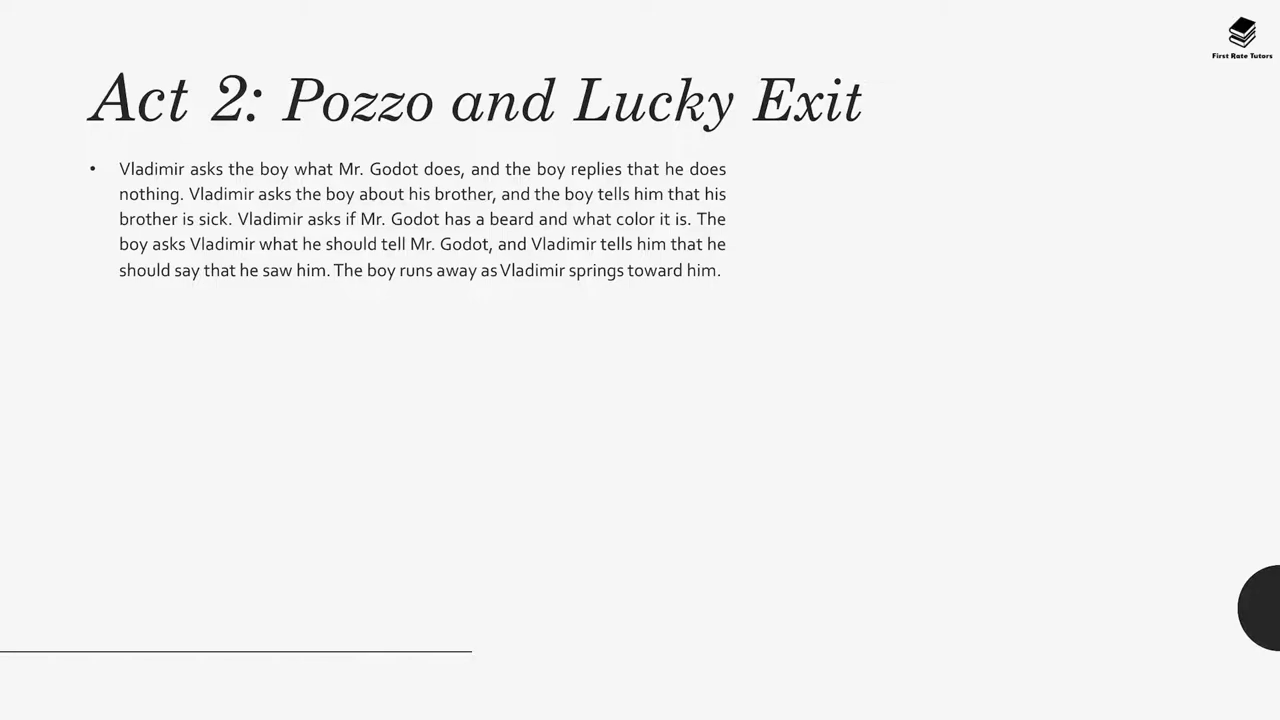 First Rate Tutors
Act 2: Pozzo and Lucky Exit
• Vladimir asks the boy what Mr. Godot does, and the boy replies that he does
nothing. Vladimir asks the boy about his brother, and the boy tells him that his
brother is sick. Vladimir asks if Mr. Godot has a beard and what color it is. The
boy asks Vladimir what he should tell Mr. Godot, and Vladimir tells him that he
should say that he saw him. The boy runs away as Vladimir springs toward him.